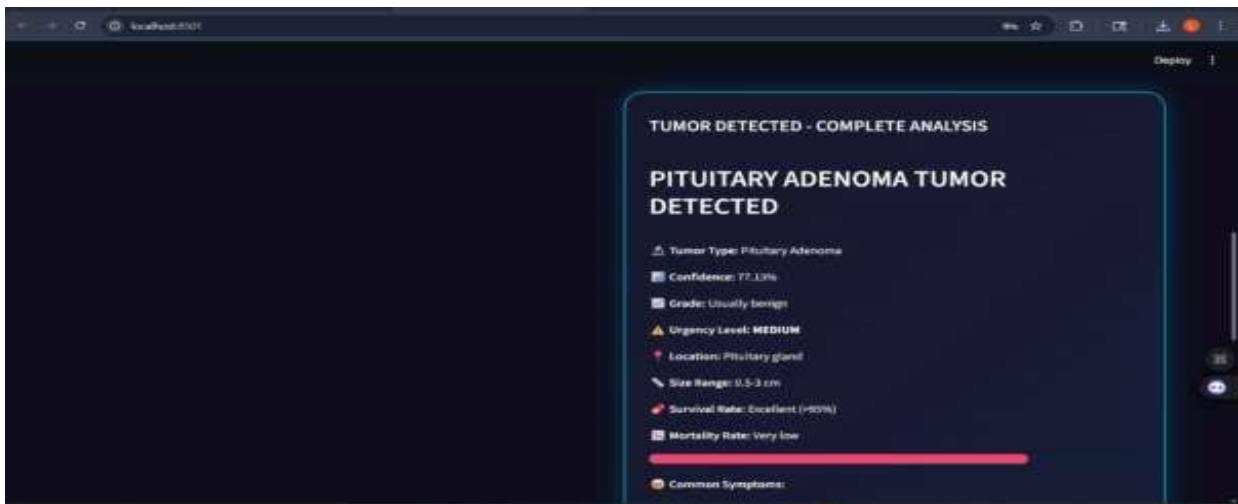 Deploy
TUMOR DETECTED - COMPLETE ANALYSIS
PITUITARY ADENOMA TUMOR
DETECTED
Tumor Type: Pituitary Adenoma
Confidence: 77.13%
Grade: Usually benign
Urgency Level: MEDIUM
Location: Pituitary gland
Size Range: 0.5-3 cm
Survival Rate: Excellent (>95%)
Mortality Rate: Very low
Common Symptoms: